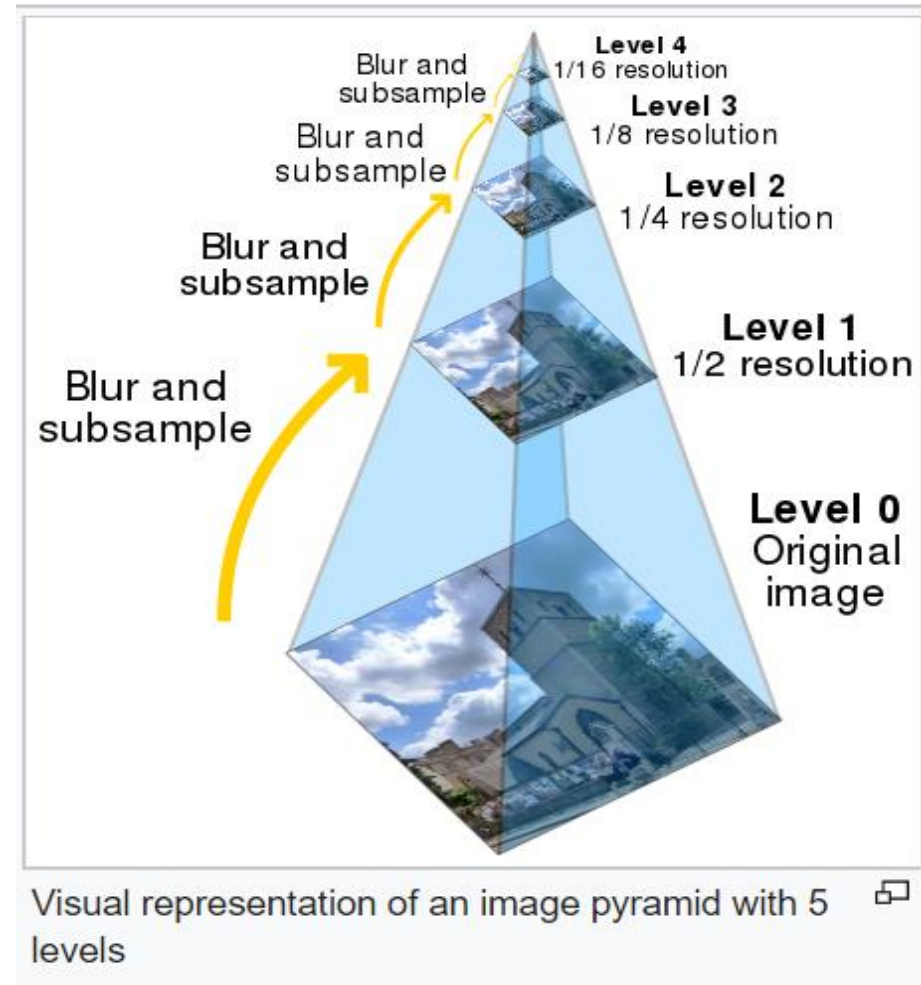 Level 4
1/16 resolution
Blur and
subsample
Level 3
1/8 resolution
Blur and
subsample
Level 2
1/4 resolution
Blur and
subsample
Level 1
1/2 resolution
Blur and
subsample
Level 0
Original
image
Visual representation of an image pyramid with 5
levels